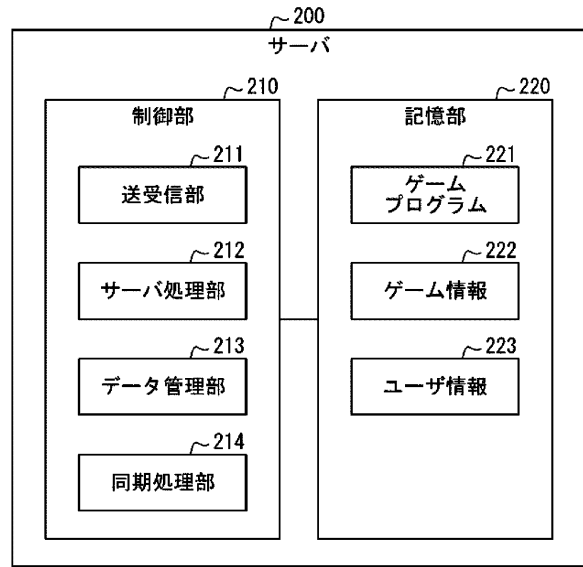 200
サーバ
210
制御部
211
送受信部
212
サーバ処理部
213
データ管理部
214
同期処理部
220
記憶部
221
ゲーム
プログラム
222
ゲーム情報
223
ユーザ情報